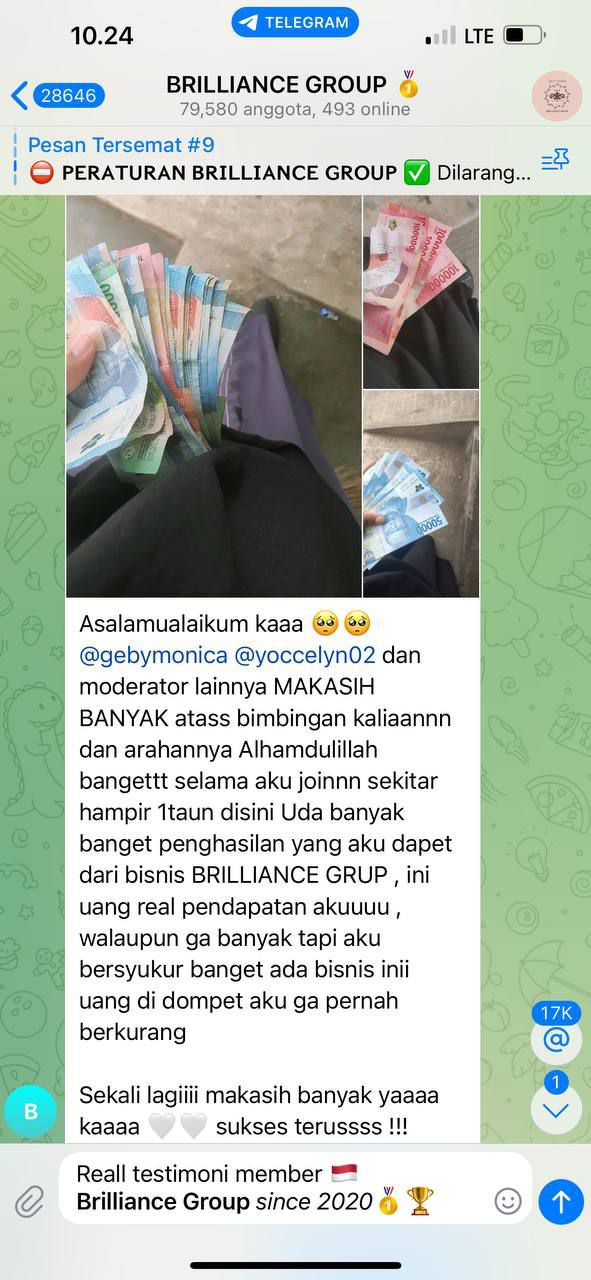 10.24
TELEGRAM
LTE
28646
BRILLIANCE GROUP 🏅
79,580 anggota, 493 online
Pesan Tersemat #9
⛔ PERATURAN BRILLIANCE GROUP ✅ Dilarang...
100000
100000
50000
Asalamualaikum kaaa 🥺🥺
@gebymonica @yoccelyn02 dan
moderator lainnya MAKASIH
BANYAK atass bimbingan kaliaannn
dan arahannya Alhamdulillah
bangettt selama aku joinnn sekitar
hampir 1taun disini Uda banyak
banget penghasilan yang aku dapet
dari bisnis BRILLIANCE GRUP , ini
uang real pendapatan akuuuu ,
walaupun ga banyak tapi aku
bersyukur banget ada bisnis inii
uang di dompet aku ga pernah
berkurang
Sekali lagiiii makasih banyak yaaaa
kaaaa 🤍🤍 sukses terussss !!!
17K
@
1
B
Reall testimoni member 🇮🇩
Brilliance Group since 2020 🏅🏆